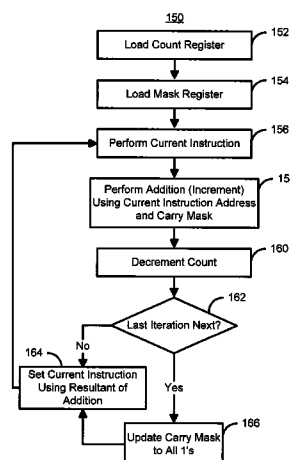 150
Load Count Register
152
Load Mask Register
154
Perform Current Instruction
156
Perform Addition (Increment)
Using Current Instruction Address
and Carry Mask
15
Decrement Count
160
Last Iteration Next?
162
No
Yes
164
Set Current Instruction
Using Resultant of
Addition
Update Carry Mask
to All 1's
166